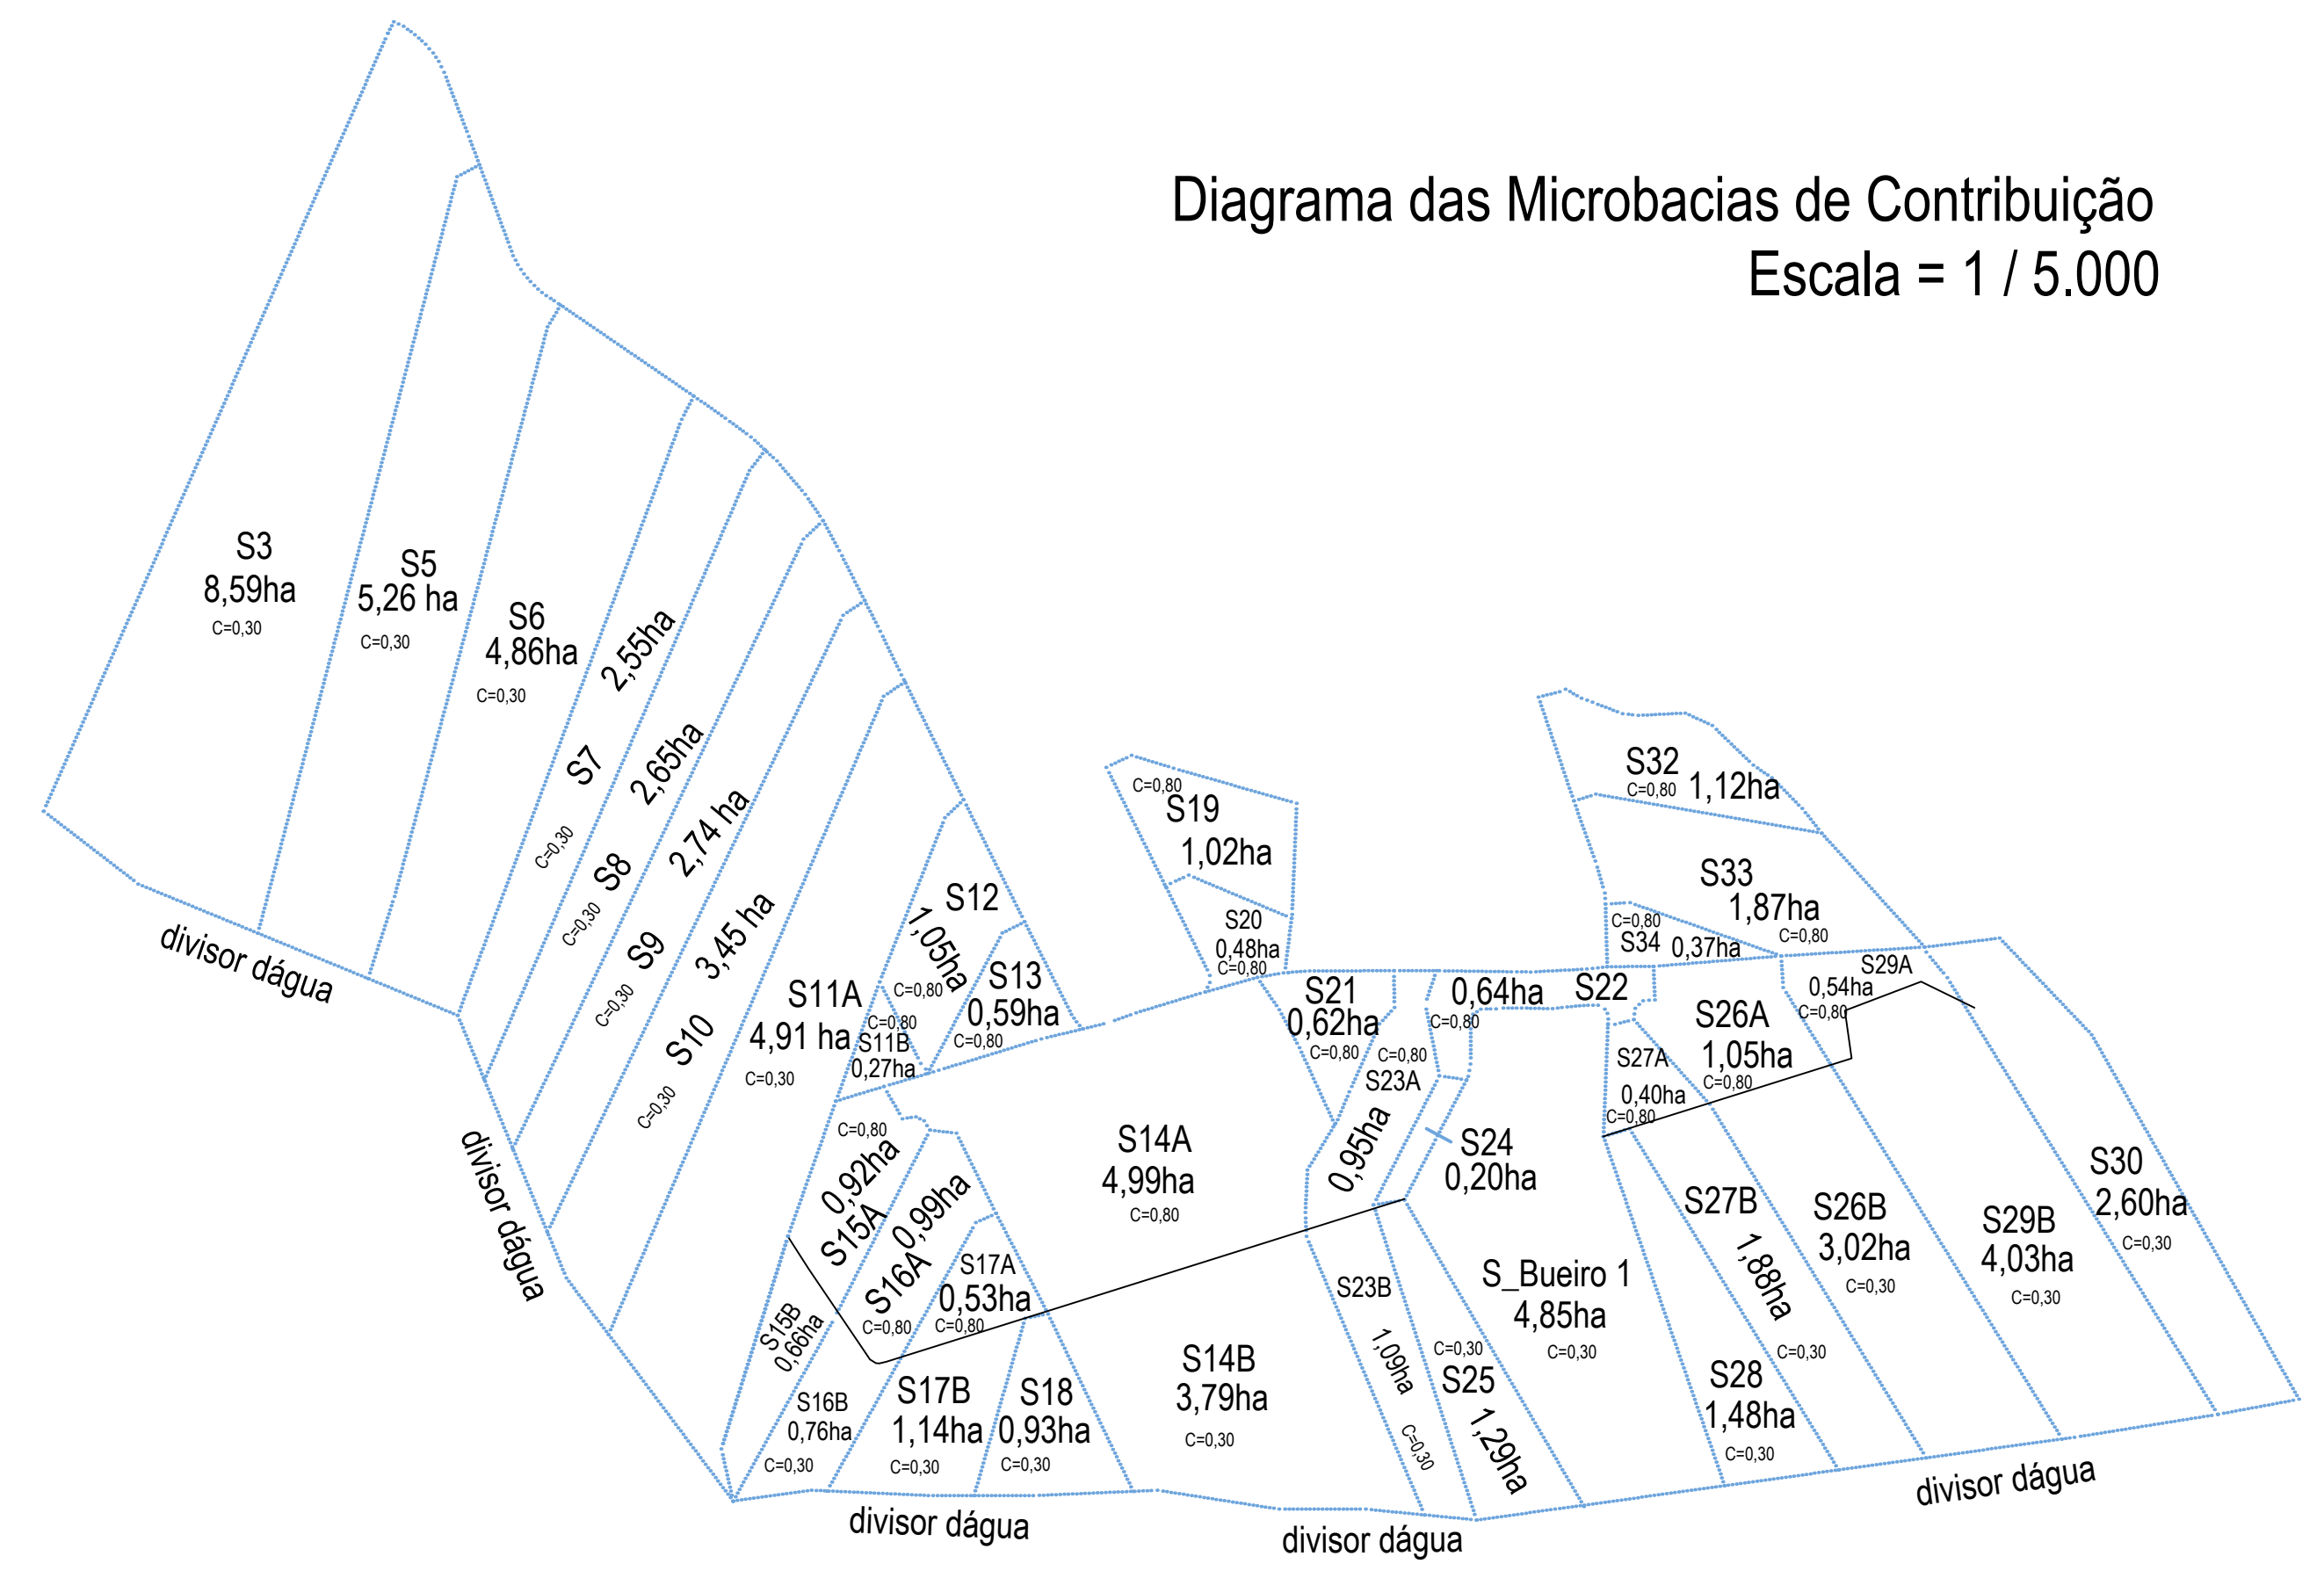 Diagrama das Microbacias de Contribuição
Escala = 1 / 5.000
S3
8,59ha
C=0,30
S5
5,26 ha
C=0,30
S6
4,86ha
C=0,30
2,55ha
S7
C=0,30
2,65ha
S8
C=0,30
2,74 ha
S9
C=0,30
3,45 ha
S10
C=0,30
S11A
4,91 ha
C=0,30
C=0,80
S11B
0,27ha
S12
1,05ha
C=0,80
S13
0,59ha
C=0,80
divisor dágua
divisor dágua
C=0,80
0,92ha
S15A
0,99ha
S16A
C=0,80
S17A
0,53ha
C=0,80
S15B
0,66ha
S16B
0,76ha
C=0,30
S17B
1,14ha
C=0,30
S18
0,93ha
C=0,30
S14A
4,99ha
C=0,80
S14B
3,79ha
C=0,30
C=0,80
S19
1,02ha
S20
0,48ha
C=0,80
S21
0,62ha
C=0,80
0,64ha
S22
C=0,80
C=0,80
S23A
0,95ha
S24
0,20ha
S23B
1,09ha
C=0,30
C=0,30
S25
1,29ha
S_Bueiro 1
4,85ha
C=0,30
S32
C=0,80
1,12ha
S33
1,87ha
C=0,80
C=0,80
S34
0,37ha
S29A
0,54ha
C=0,80
S26A
1,05ha
C=0,80
S27A
0,40ha
C=0,80
S27B
1,88ha
C=0,30
S26B
3,02ha
C=0,30
S29B
4,03ha
C=0,30
S30
2,60ha
C=0,30
S28
1,48ha
C=0,30
divisor dágua
divisor dágua
divisor dágua